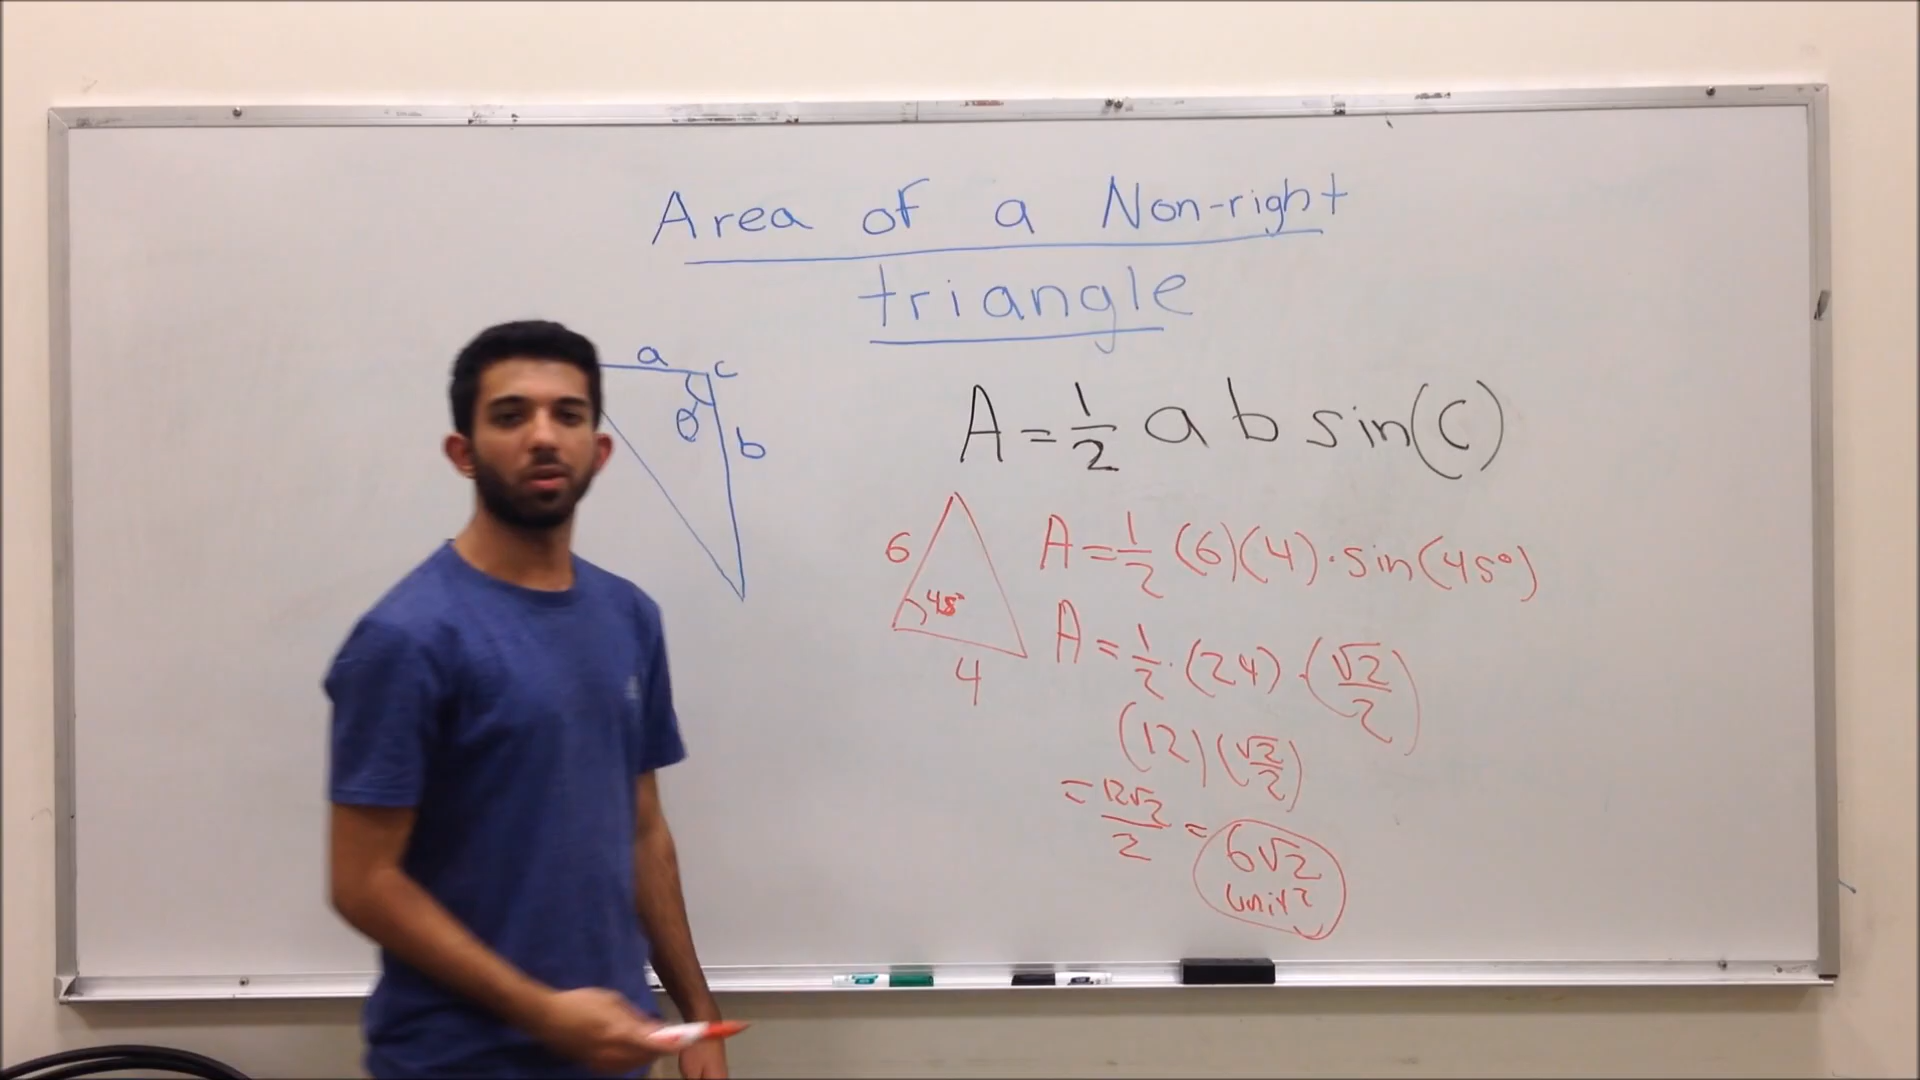 Area of a Non-right
triangle
a
c
θ
b
A = 1/2 a b sin(C)
6
45°
4
A = 1/2 (6)(4) · sin(45°)
A = 1/2 · (24) · (√2/2)
(12)(√2/2)
= 12√2/2 = 6√2
unit²